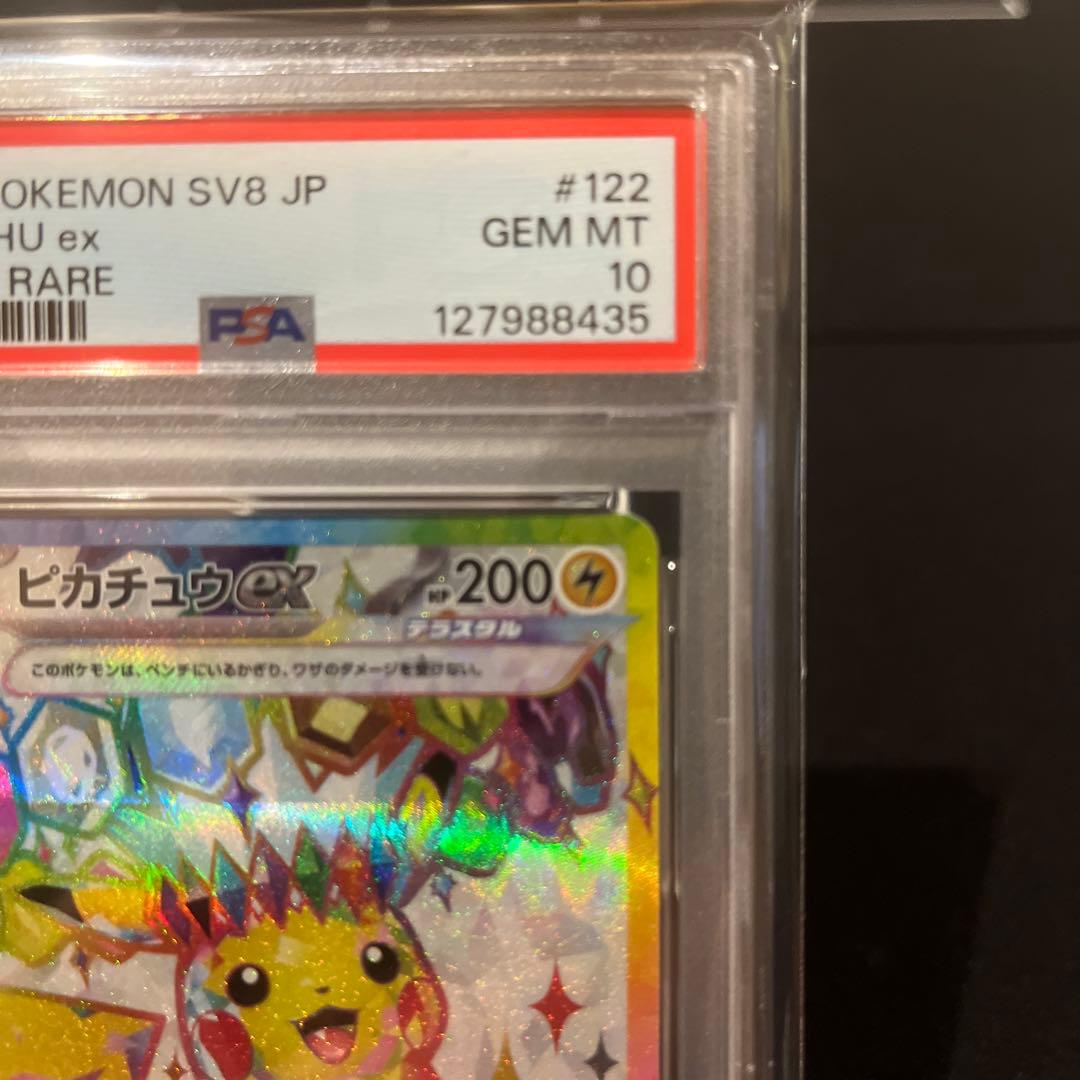 OKEMON SV8 JP #122
HU ex GEM MT
RARE 10
PSA 127988435
ピカチュウex HP200
テラスタル
このポケモンは、ベンチにいるかぎり、ワザのダメージを受けない。